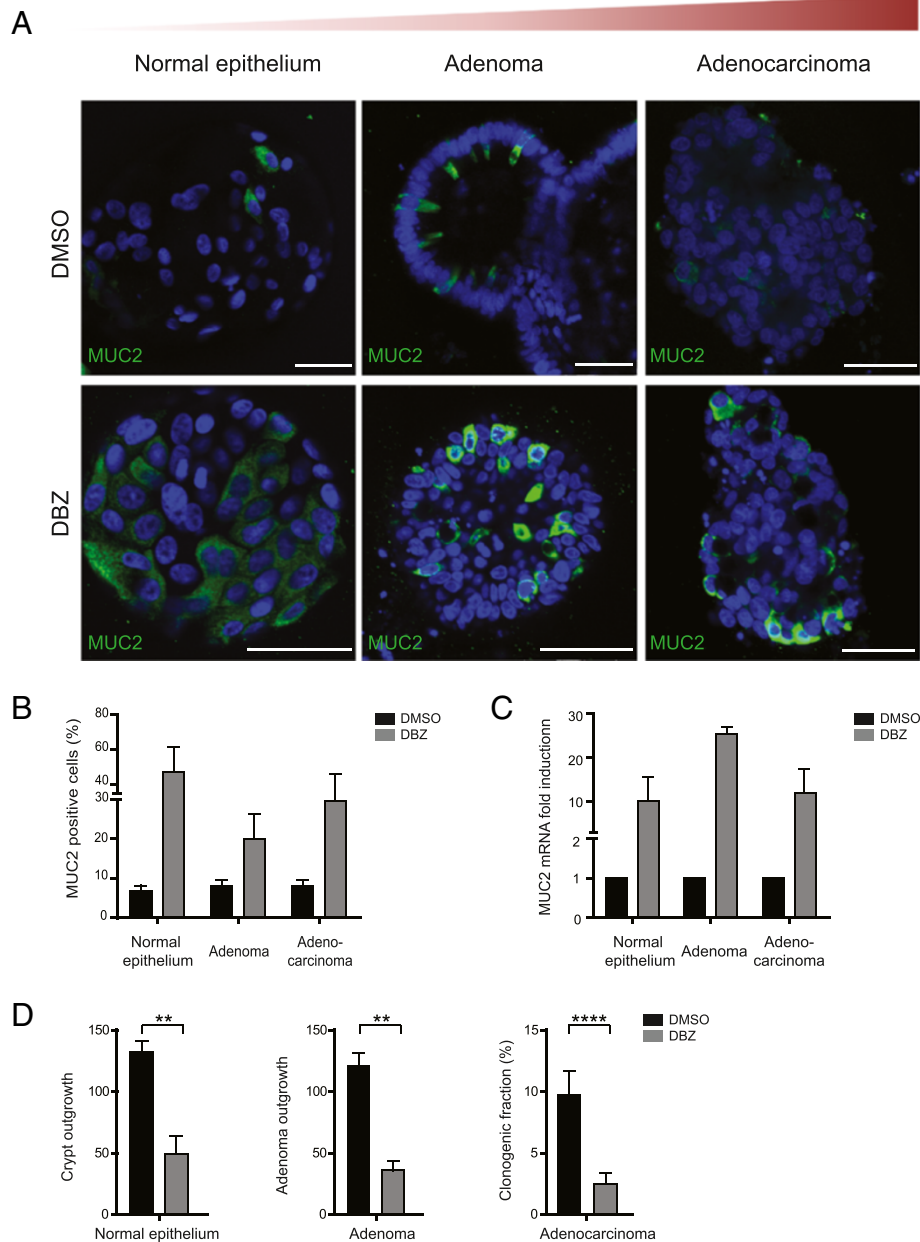 A
Normal epithelium Adenoma Adenocarcinoma
DMSO
MUC2 MUC2 MUC2
DBZ
MUC2 MUC2 MUC2
B
MUC2 positive cells (%)
80
60
40
30
20
10
0
DMSO
DBZ
Normal epithelium
Adenoma
Adeno-carcinoma
C
MUC2 mRNA fold inductionn
30
20
10
2
1
0
DMSO
DBZ
Normal epithelium
Adenoma
Adeno-carcinoma
D
Crypt outgrowth
150
100
50
0
**
Normal epithelium
Adenoma outgrowth
150
100
50
0
**
Adenoma
Clonogenic fraction (%)
15
10
5
0
****
Adenocarcinoma
DMSO
DBZ